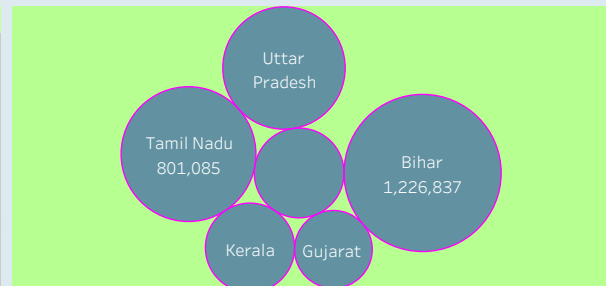 Uttar
Pradesh
Tamil Nadu
801,085
Bihar
1,226,837
Kerala
Gujarat